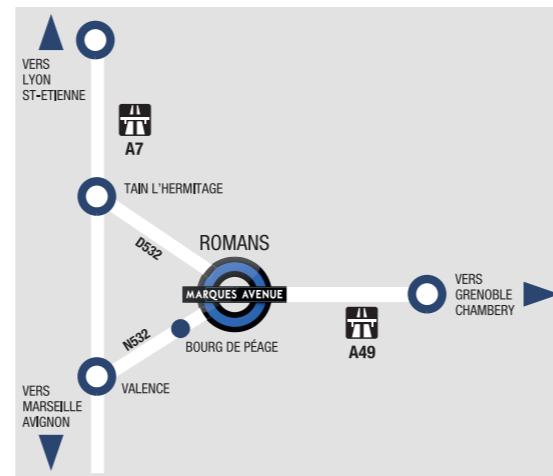 VERS
LYON
ST-ETIENNE
A7
TAIN L'HERMITAGE
D532
ROMANS
MARQUES AVENUE
VERS
GRENOBLE
CHAMBERY
N532
BOURG DE PÉAGE
A49
VALENCE
VERS
MARSEILLE
AVIGNON